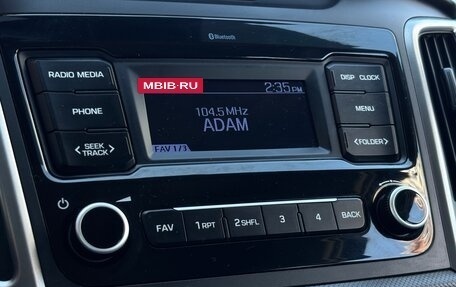 Bluetooth
RADIO MEDIA
PHONE
SEEK
TRACK
MBIB-RU
2:35 PM
104.5 MHz
ADAM
FAV 1/3
DISP CLOCK
MENU
<FOLDER>
FAV
1 RPT
2 SHFL
3
4
BACK